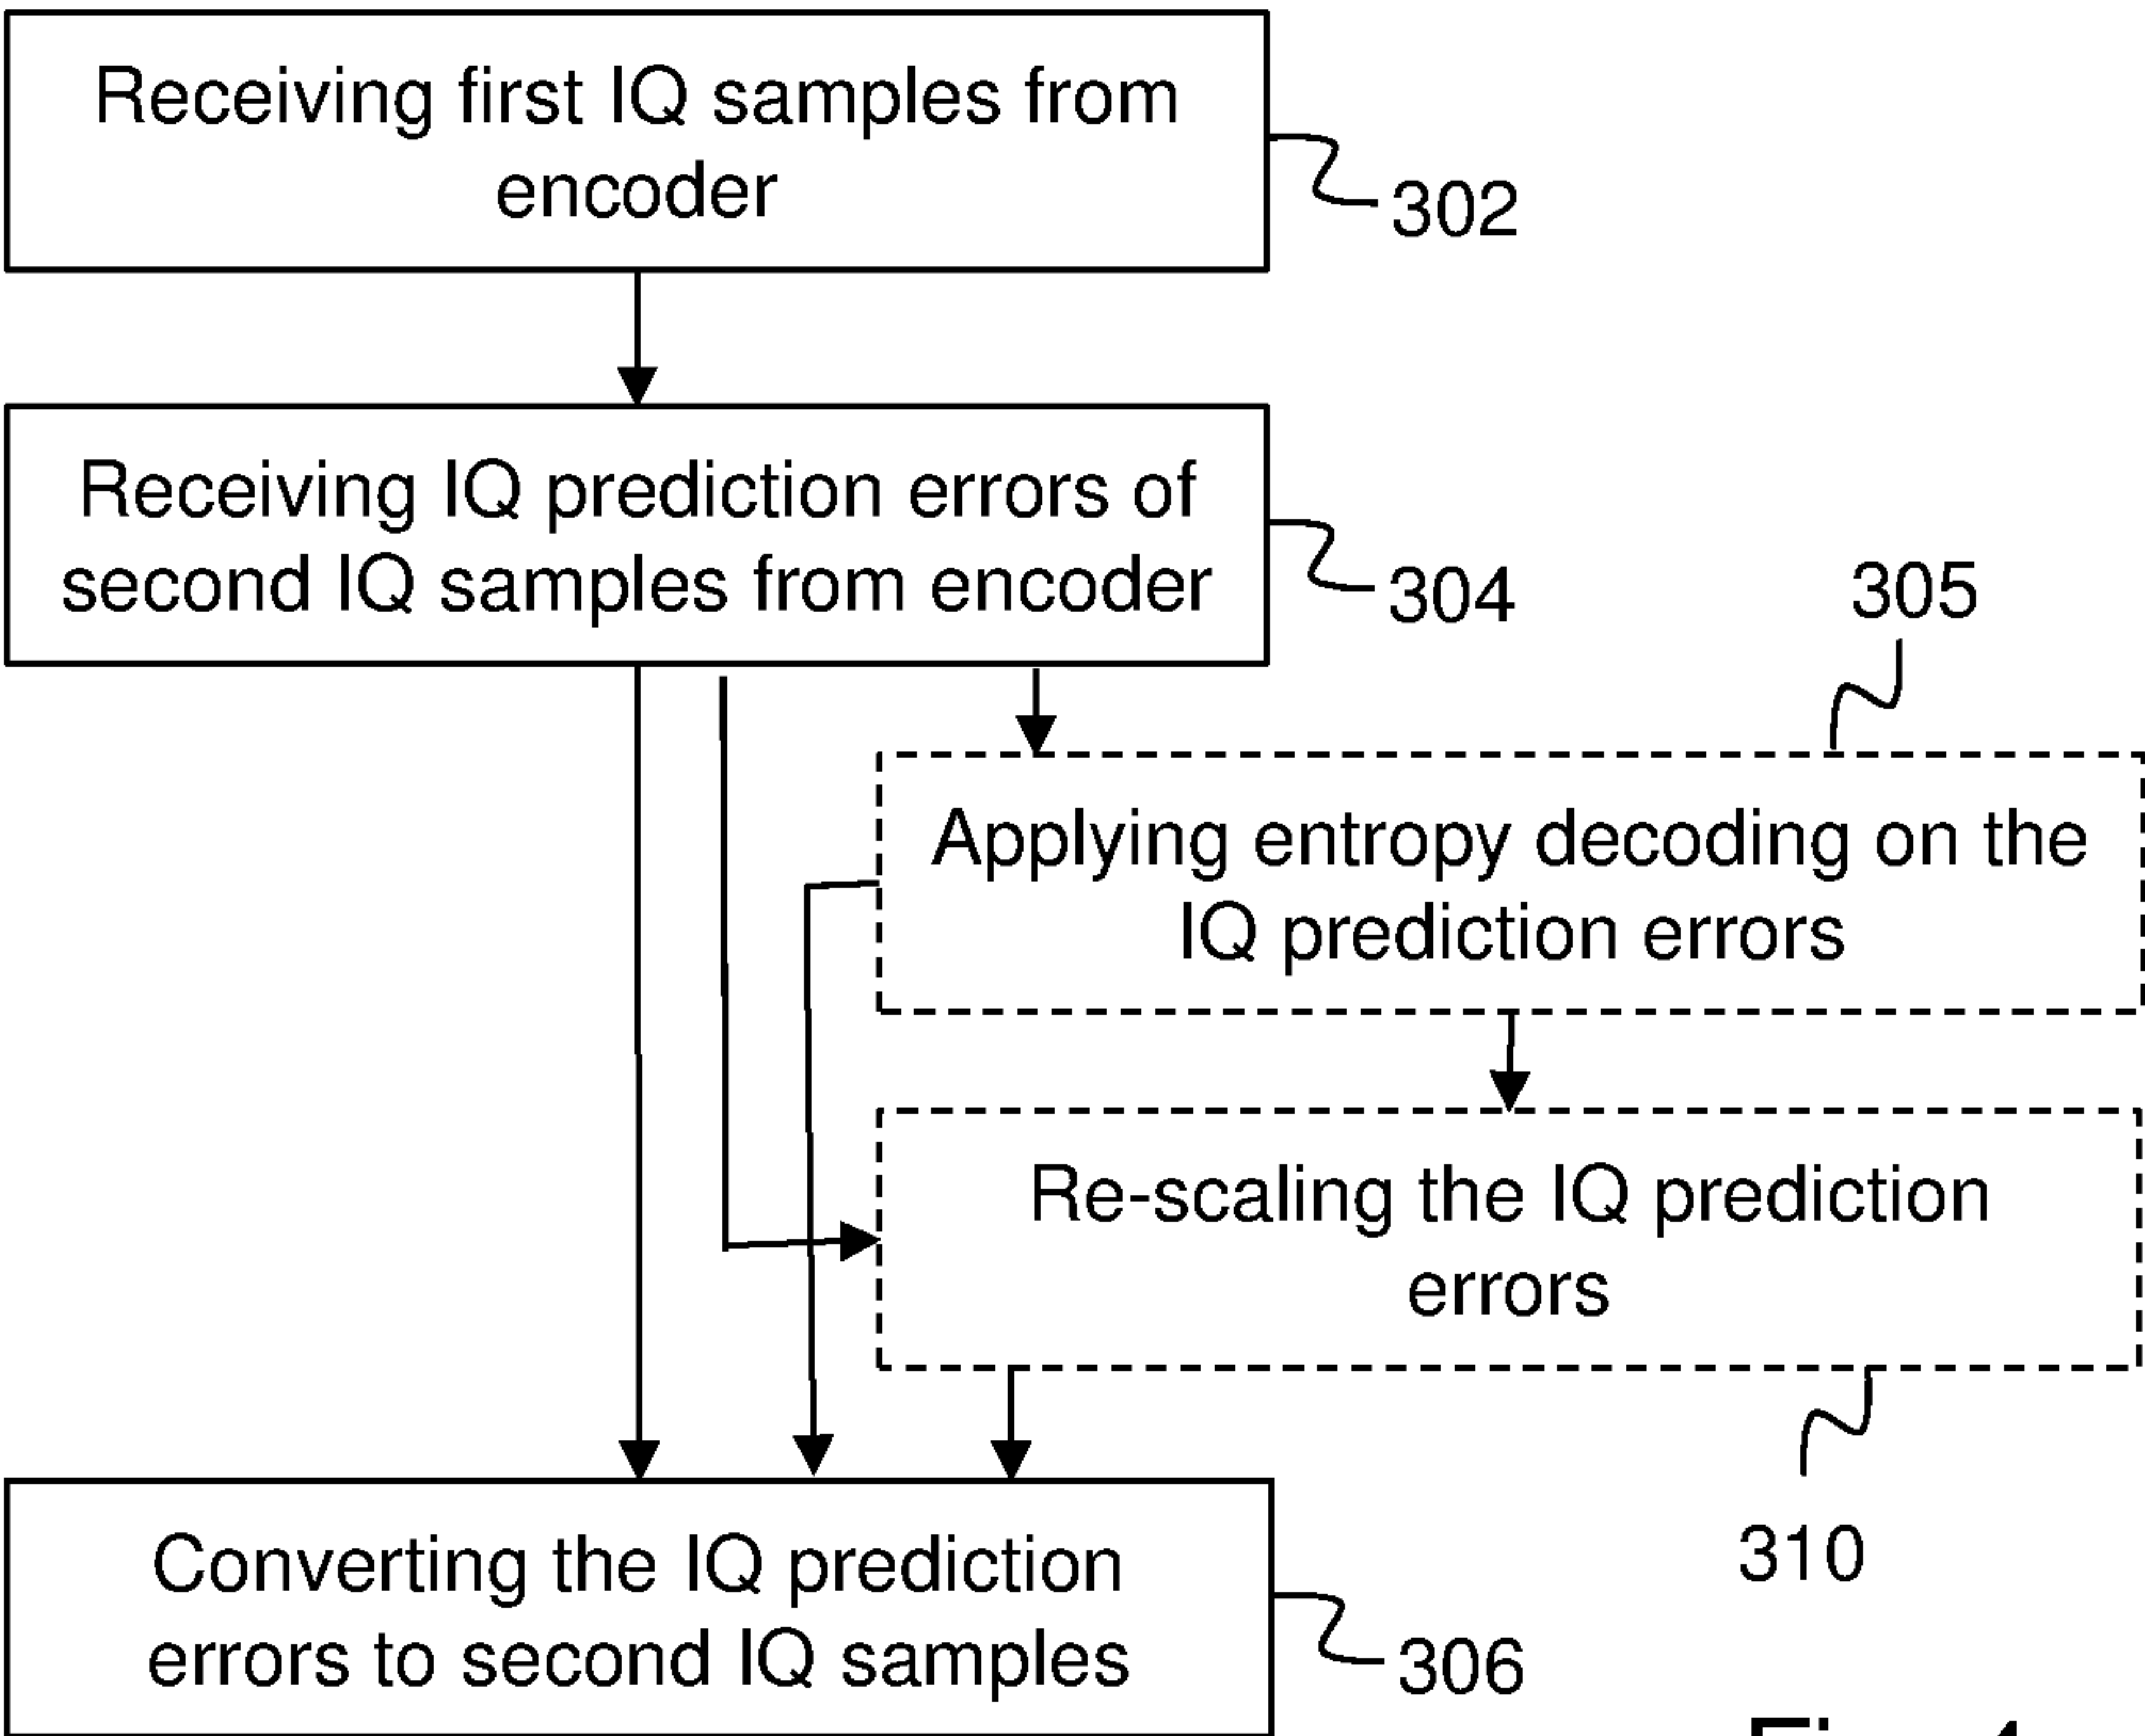 Receiving first IQ samples from
encoder
302
Receiving IQ prediction errors of
second IQ samples from encoder
304
305
Applying entropy decoding on the
IQ prediction errors
Re-scaling the IQ prediction
errors
310
Converting the IQ prediction
errors to second IQ samples
306